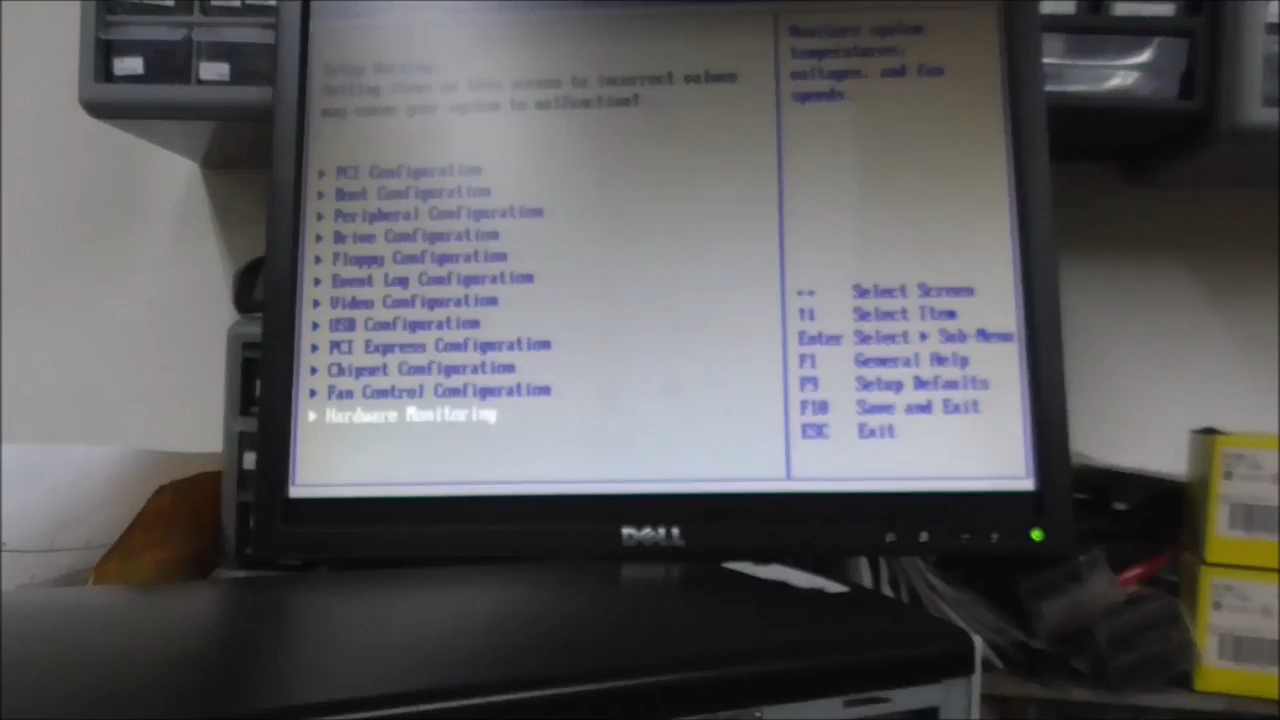 Setup Warning
Setting items on this screen to incorrect values
may cause your system to malfunction!
PCI Configuration
Boot Configuration
Peripheral Configuration
Drive Configuration
Floppy Configuration
Event Log Configuration
Video Configuration
USB Configuration
PCI Express Configuration
Chipset Configuration
Fan Control Configuration
Hardware Monitoring
Monitors system
temperatures,
voltages, and fan
speeds.
↔ Select Screen
↑↓ Select Item
Enter Select ► Sub-Menu
F1 General Help
F9 Setup Defaults
F10 Save and Exit
ESC Exit
DELL